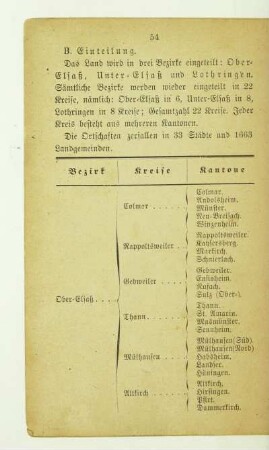 54
B. Einteilung.
Das Land wird in drei Bezirke eingeteilt: Ober-
Elsaß, Unter-Elsaß und Lothringen.
Sämtliche Bezirke werden wieder eingeteilt in 22
Kreise, nämlich: Ober-Elsaß in 6, Unter-Elsaß in 8,
Lothringen in 8 Kreise; Gesamtzahl 22 Kreise. Jeder
Kreis besteht aus mehreren Kantonen.
Die Ortschaften zerfallen in 33 Städte und 1663
Landgemeinden.
Bezirk Kreise Kantone
Colmar.
Andolsheim.
Colmar . . . Münster.
Neu-Breisach.
Winzenheim.
Rappoltsweiler.
Rappoltsweiler . . . Kaysersberg.
Markirch.
Schnierlach.
Gebweiler.
Gebweiler . . . Ensisheim.
Rufach.
Sulz (Ober-).
Ober-Elsaß . . . .
Thann.
Thann . . . St. Amarin.
Masmünster.
Sennheim.
Mülhausen (Süd).
Mülhausen (Nord)
Mülhausen . . . Habsheim.
Landser.
Hüningen.
Altkirch.
Altkirch . . . Hirsingen.
Pfirt.
Dammerkirch.